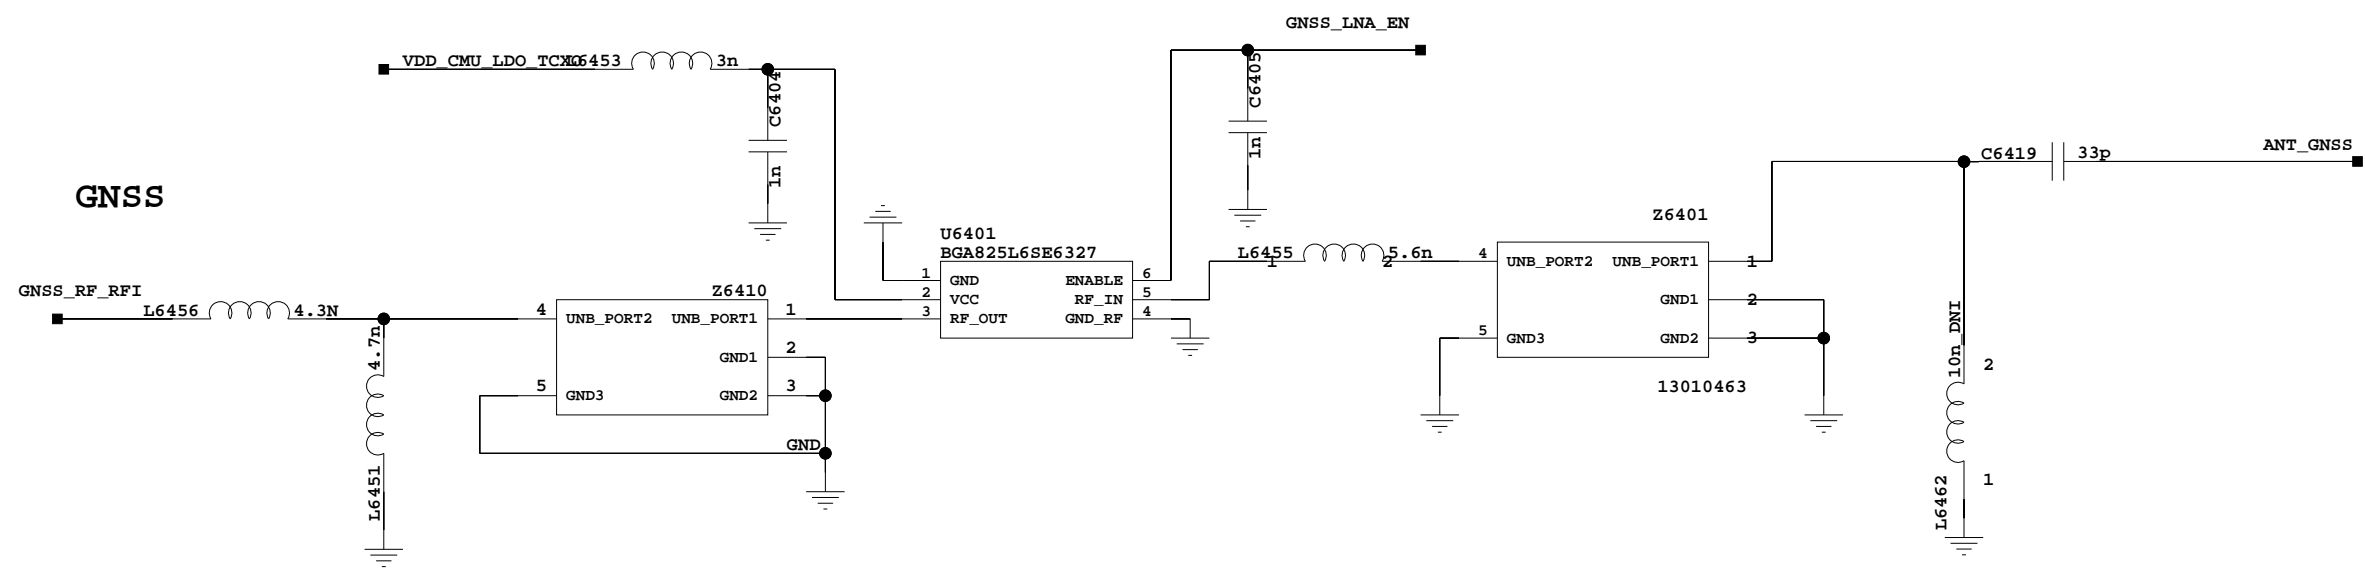 GNSS_LNA_EN
VDD_CMU_LDO_TCXO
L6453
3n
C6404
1n
C6405
1n
ANT_GNSS
C6419
33p
GNSS
U6401
BGA825L6SE6327
1
GND
ENABLE
6
2
VCC
RF_IN
5
3
RF_OUT
GND_RF
4
L6455
1
2
5.6n
Z6401
4
UNB_PORT2
UNB_PORT1
1
GND1
2
5
GND3
GND2
3
13010463
GNSS_RF_RFI
L6456
4.3N
4.7n
L6451
Z6410
4
UNB_PORT2
UNB_PORT1
1
GND1
2
5
GND3
GND2
3
GND
10n_DNI
2
1
L6462